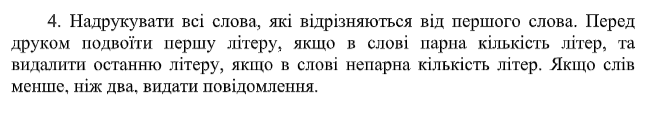 4. Надрукувати всі слова, які відрізняються від першого слова. Перед
друком подвоїти першу літеру, якщо в слові парна кількість літер, та
видалити останню літеру, якщо в слові непарна кількість літер. Якщо слів
менше, ніж два, видати повідомлення.